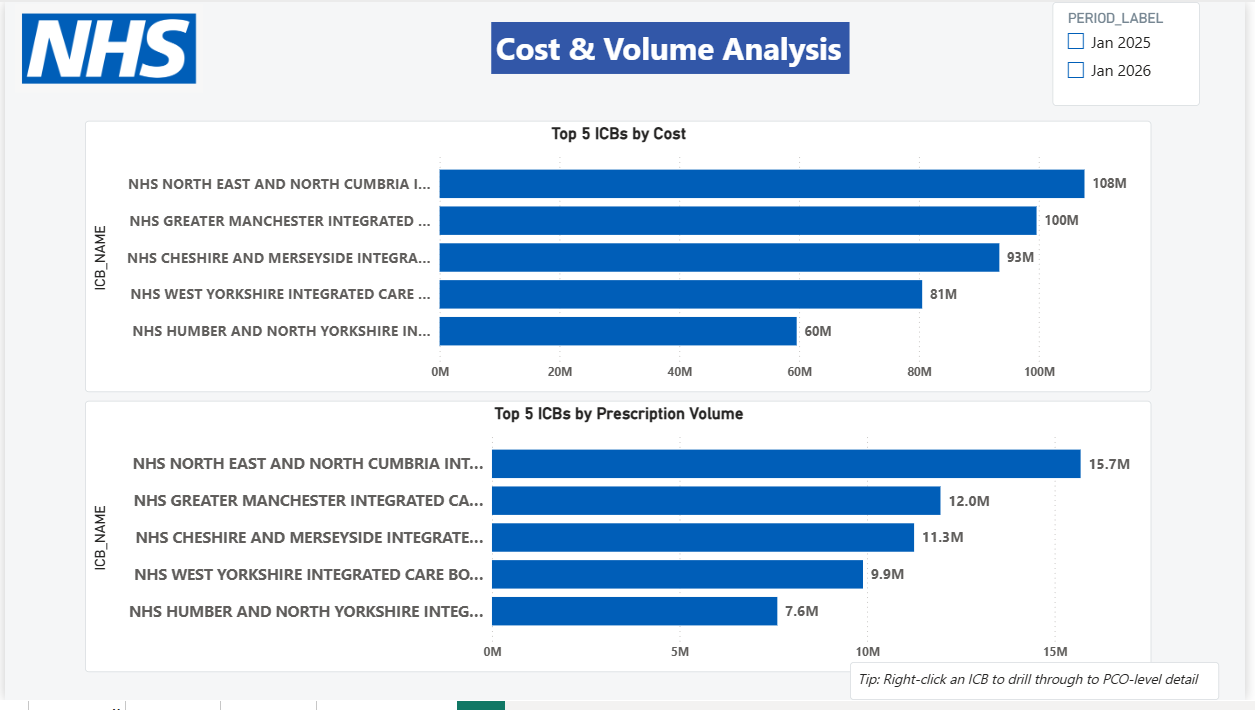 NHS
Cost & Volume Analysis
PERIOD_LABEL
Jan 2025
Jan 2026
Top 5 ICBs by Cost
ICB_NAME
NHS NORTH EAST AND NORTH CUMBRIA I...
108M
NHS GREATER MANCHESTER INTEGRATED ...
100M
NHS CHESHIRE AND MERSEYSIDE INTEGRA...
93M
NHS WEST YORKSHIRE INTEGRATED CARE ...
81M
NHS HUMBER AND NORTH YORKSHIRE IN...
60M
0M 20M 40M 60M 80M 100M
Top 5 ICBs by Prescription Volume
ICB_NAME
NHS NORTH EAST AND NORTH CUMBRIA INT...
15.7M
NHS GREATER MANCHESTER INTEGRATED CA...
12.0M
NHS CHESHIRE AND MERSEYSIDE INTEGRATE...
11.3M
NHS WEST YORKSHIRE INTEGRATED CARE BO...
9.9M
NHS HUMBER AND NORTH YORKSHIRE INTEG...
7.6M
0M 5M 10M 15M
Tip: Right-click an ICB to drill through to PCO-level detail